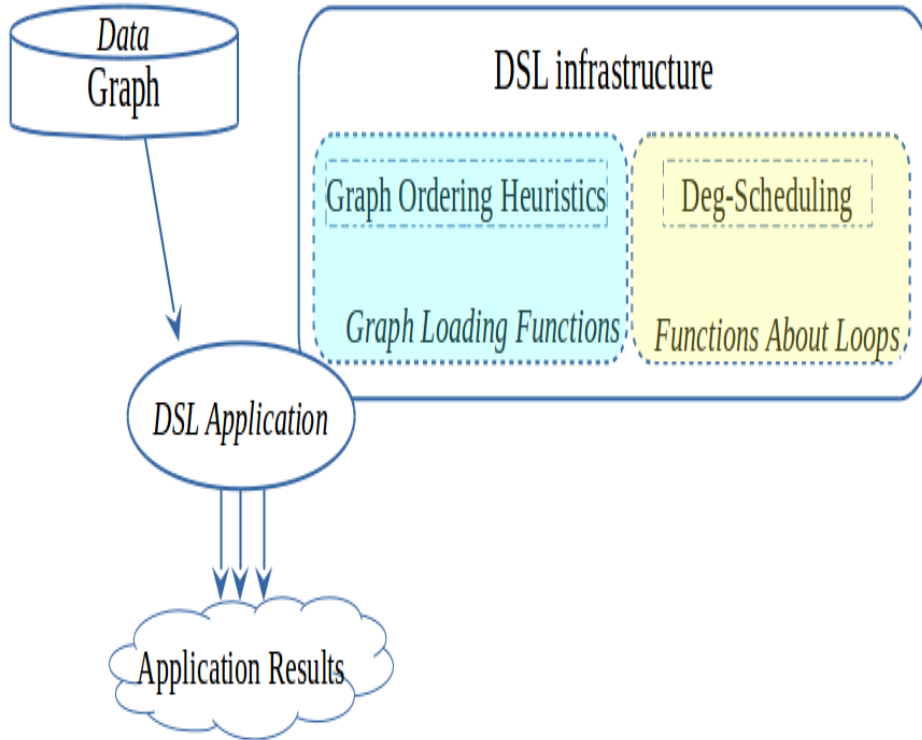 Data
Graph
DSL infrastructure
Graph Ordering Heuristics
Deg-Scheduling
Graph Loading Functions
Functions About Loops
DSL Application
Application Results